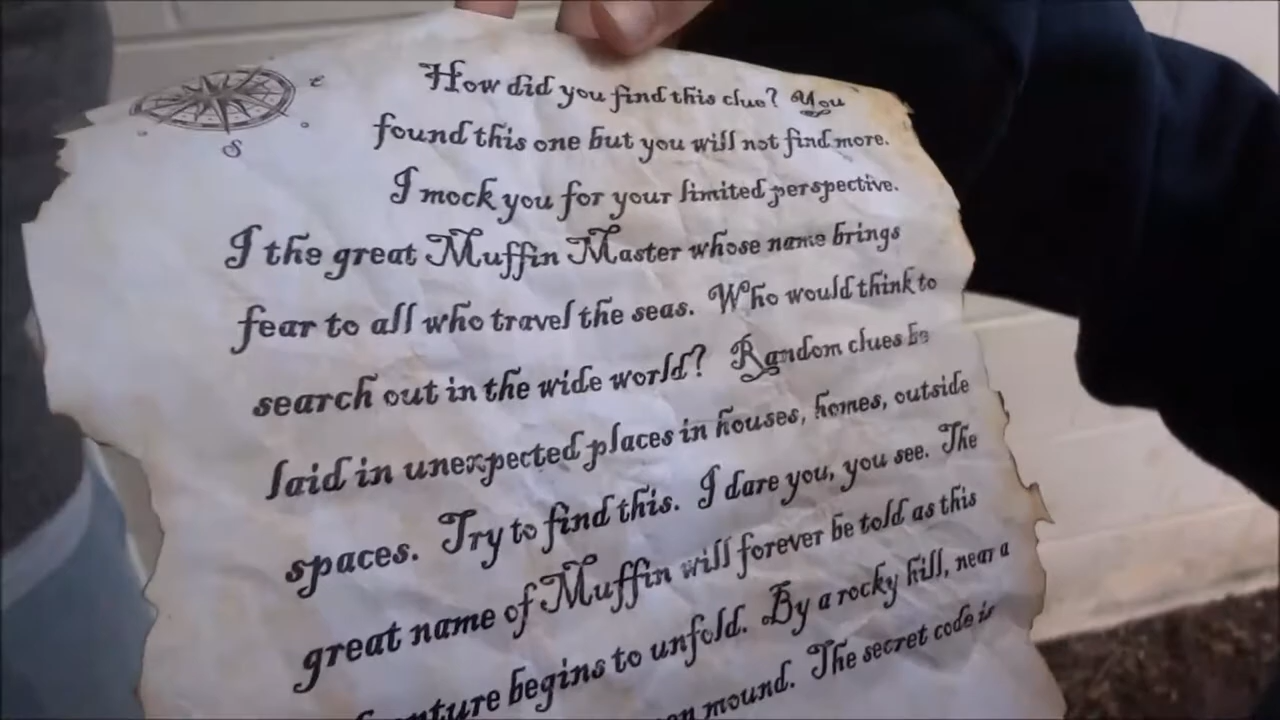 e
S
How did you find this clue? You
found this one but you will not find more.
I mock you for your limited perspective.
I the great Muffin Master whose name brings
fear to all who travel the seas. Who would think to
search out in the wide world? Random clues be
laid in unexpected places in houses, homes, outside
spaces. Try to find this. I dare you, you see. The
great name of Muffin will forever be told as this
begins to unfold. By a rocky hill, near a
mound. The secret code is